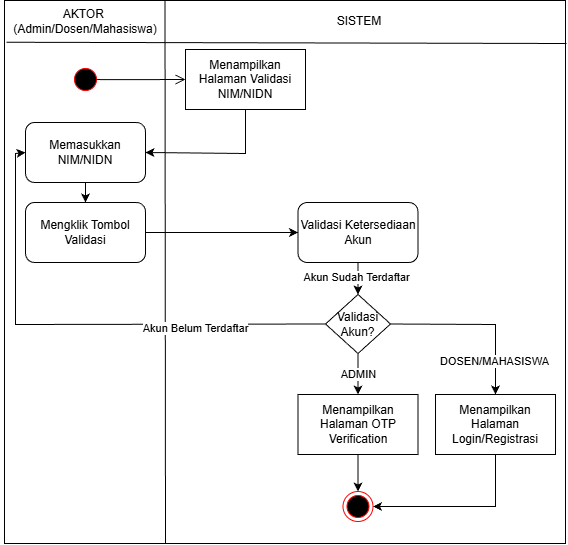 AKTOR
(Admin/Dosen/Mahasiswa)
SISTEM
Menampilkan
Halaman Validasi
NIM/NIDN
Memasukkan
NIM/NIDN
Mengklik Tombol
Validasi
Validasi Ketersediaan
Akun
Akun Sudah Terdaftar
Validasi
Akun?
Akun Belum Terdaftar
ADMIN
DOSEN/MAHASISWA
Menampilkan
Halaman OTP
Verification
Menampilkan
Halaman
Login/Registrasi